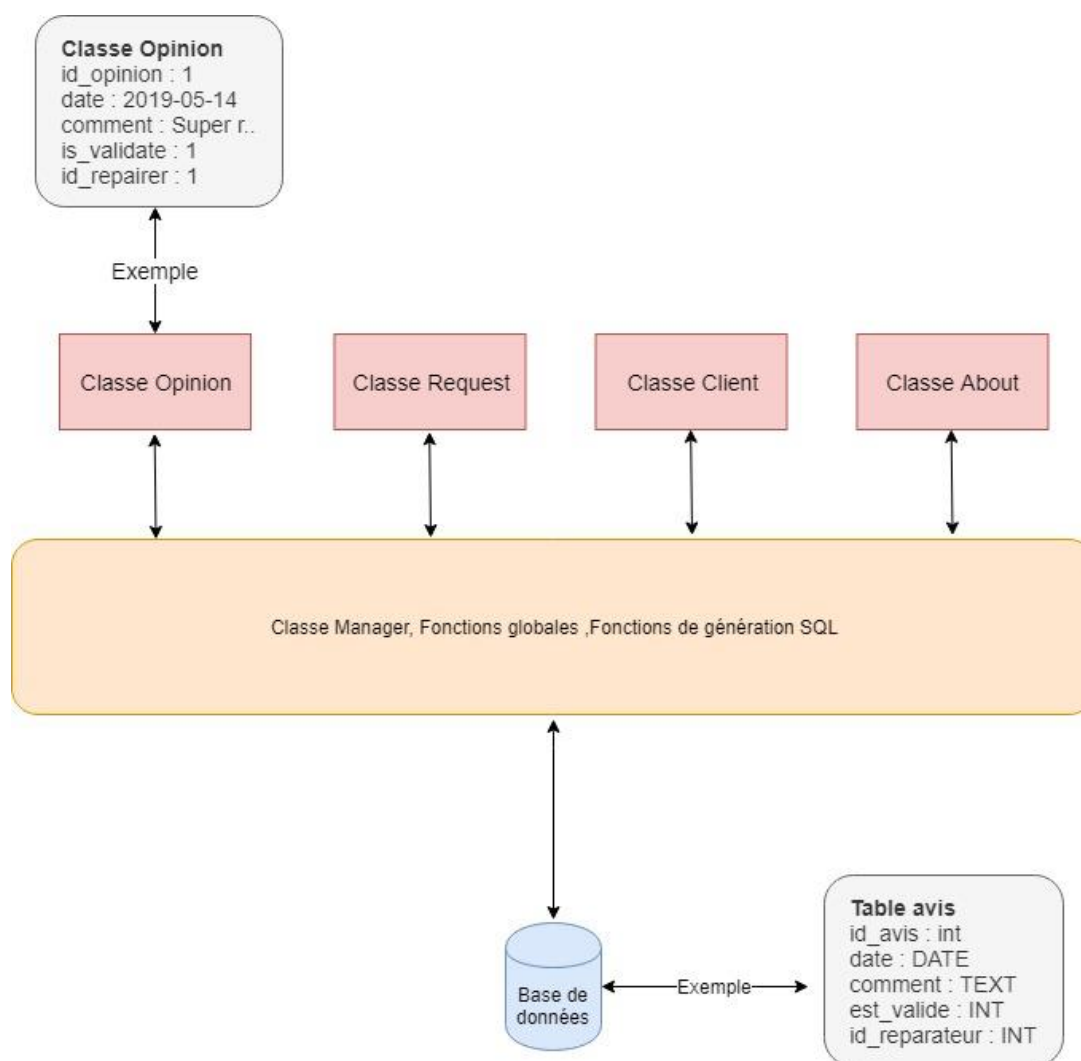 Classe Opinion
id_opinion : 1
date : 2019-05-14
comment : Super r..
is_validate : 1
id_repairer : 1
Exemple
Classe Opinion
Classe Request
Classe Client
Classe About
Classe Manager, Fonctions globales ,Fonctions de génération SQL
Base de
données
Exemple
Table avis
id_avis : int
date : DATE
comment : TEXT
est_valide : INT
id_reparateur : INT